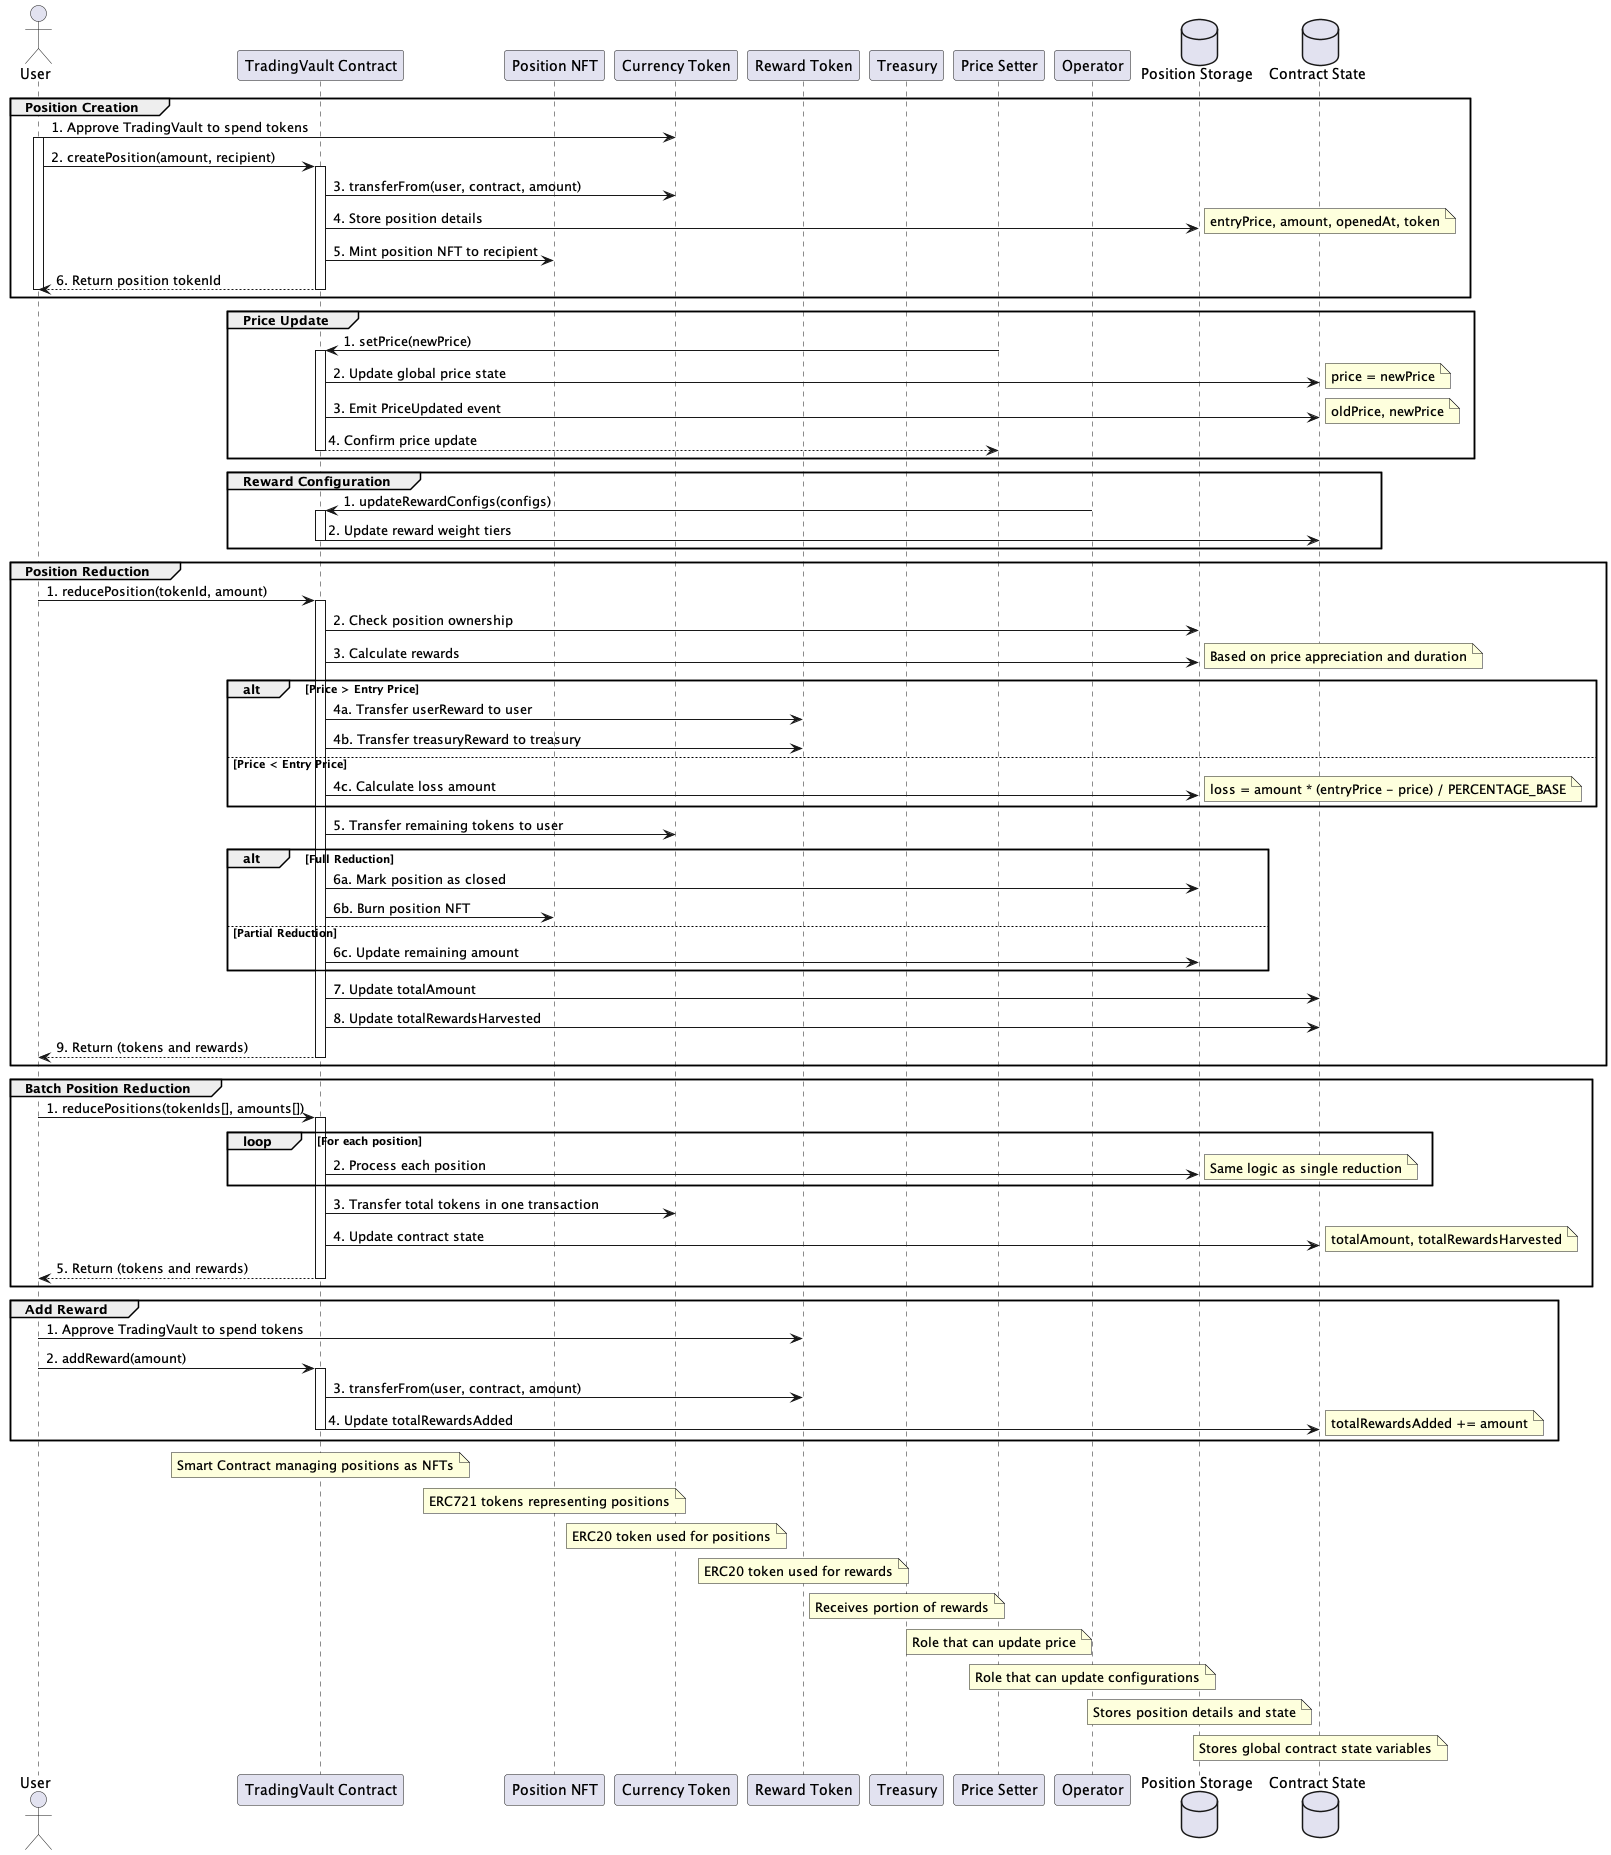 User
TradingVault Contract
Position NFT
Currency Token
Reward Token
Treasury
Price Setter
Operator
Position Storage
Contract State
Position Creation
1. Approve TradingVault to spend tokens
2. createPosition(amount, recipient)
3. transferFrom(user, contract, amount)
4. Store position details
entryPrice, amount, openedAt, token
5. Mint position NFT to recipient
6. Return position tokenId
Price Update
1. setPrice(newPrice)
2. Update global price state
price = newPrice
3. Emit PriceUpdated event
oldPrice, newPrice
4. Confirm price update
Reward Configuration
1. updateRewardConfigs(configs)
2. Update reward weight tiers
Position Reduction
1. reducePosition(tokenId, amount)
2. Check position ownership
3. Calculate rewards
Based on price appreciation and duration
alt
[Price > Entry Price]
4a. Transfer userReward to user
4b. Transfer treasuryReward to treasury
[Price < Entry Price]
4c. Calculate loss amount
loss = amount * (entryPrice - price) / PERCENTAGE_BASE
5. Transfer remaining tokens to user
alt
[Full Reduction]
6a. Mark position as closed
6b. Burn position NFT
[Partial Reduction]
6c. Update remaining amount
7. Update totalAmount
8. Update totalRewardsHarvested
9. Return (tokens and rewards)
Batch Position Reduction
1. reducePositions(tokenIds[], amounts[])
loop
[For each position]
2. Process each position
Same logic as single reduction
3. Transfer total tokens in one transaction
4. Update contract state
totalAmount, totalRewardsHarvested
5. Return (tokens and rewards)
Add Reward
1. Approve TradingVault to spend tokens
2. addReward(amount)
3. transferFrom(user, contract, amount)
4. Update totalRewardsAdded
totalRewardsAdded += amount
Smart Contract managing positions as NFTs
ERC721 tokens representing positions
ERC20 token used for positions
ERC20 token used for rewards
Receives portion of rewards
Role that can update price
Role that can update configurations
Stores position details and state
Stores global contract state variables
User
TradingVault Contract
Position NFT
Currency Token
Reward Token
Treasury
Price Setter
Operator
Position Storage
Contract State